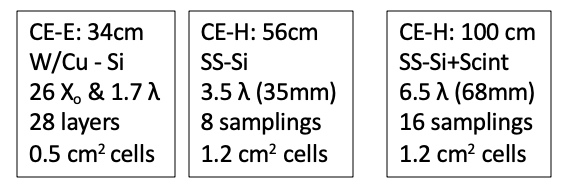 CE-E: 34cm
W/Cu - Si
26 Xₒ & 1.7 λ
28 layers
0.5 cm² cells
CE-H: 56cm
SS-Si
3.5 λ (35mm)
8 samplings
1.2 cm² cells
CE-H: 100 cm
SS-Si+Scint
6.5 λ (68mm)
16 samplings
1.2 cm² cells